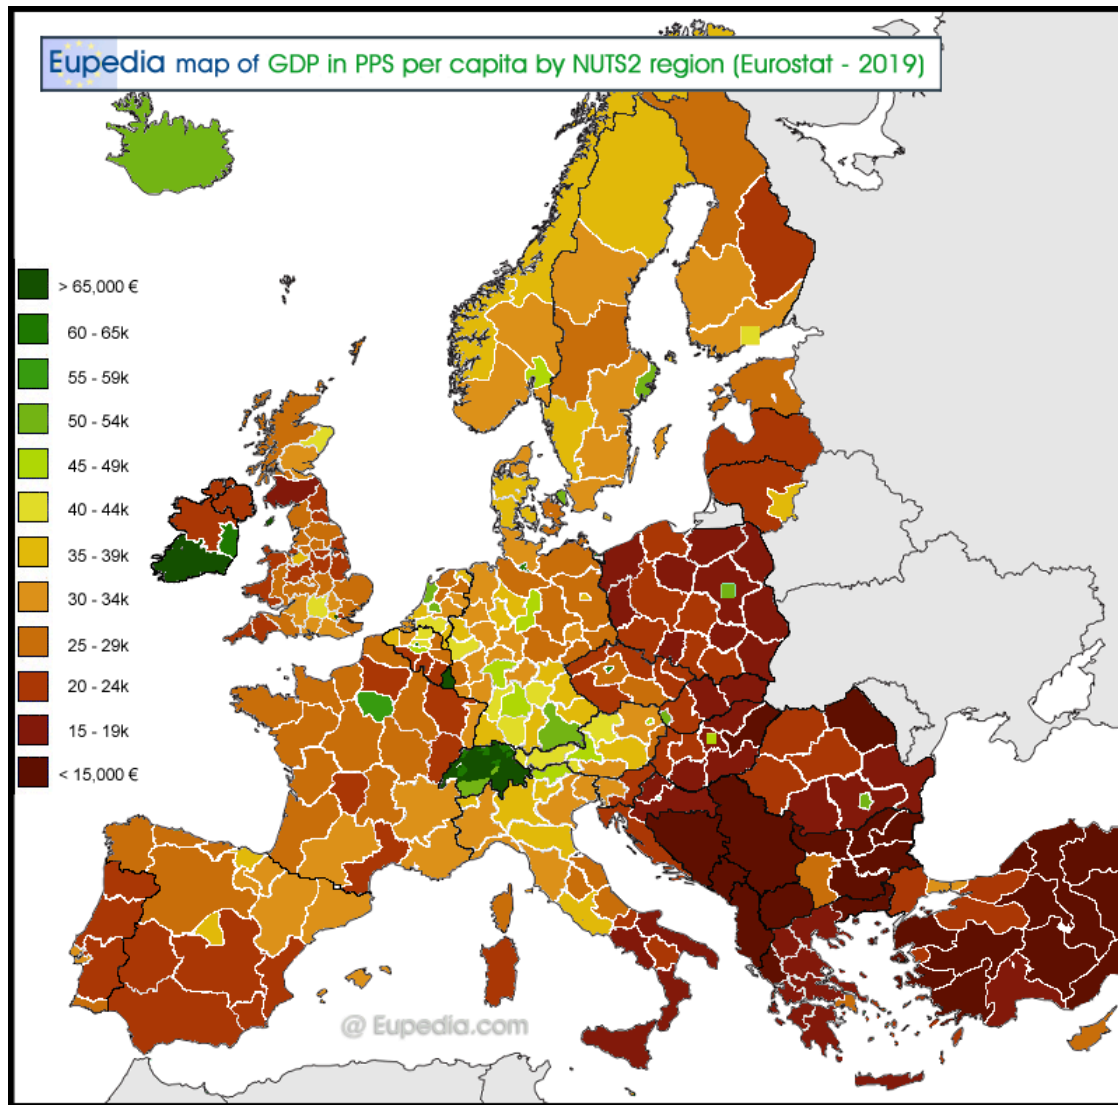 Eupedia map of GDP in PPS per capita by NUTS2 region (Eurostat - 2019)
> 65,000 €
60 - 65k
55 - 59k
50 - 54k
45 - 49k
40 - 44k
35 - 39k
30 - 34k
25 - 29k
20 - 24k
15 - 19k
< 15,000 €
@ Eupedia.com